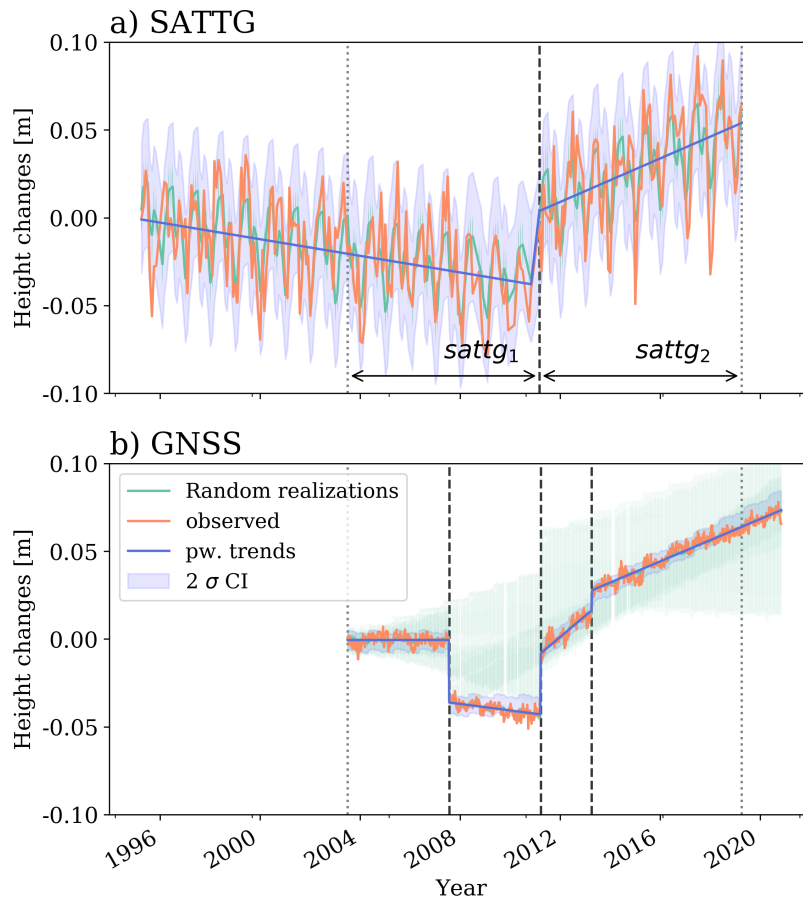 a) SATTG
Height changes [m]
0.10
0.05
0.00
-0.05
-0.10
sattg1
sattg2
b) GNSS
Height changes [m]
0.10
0.05
0.00
-0.05
-0.10
Random realizations
observed
pw. trends
2 σ CI
1996
2000
2004
2008
2012
2016
2020
Year